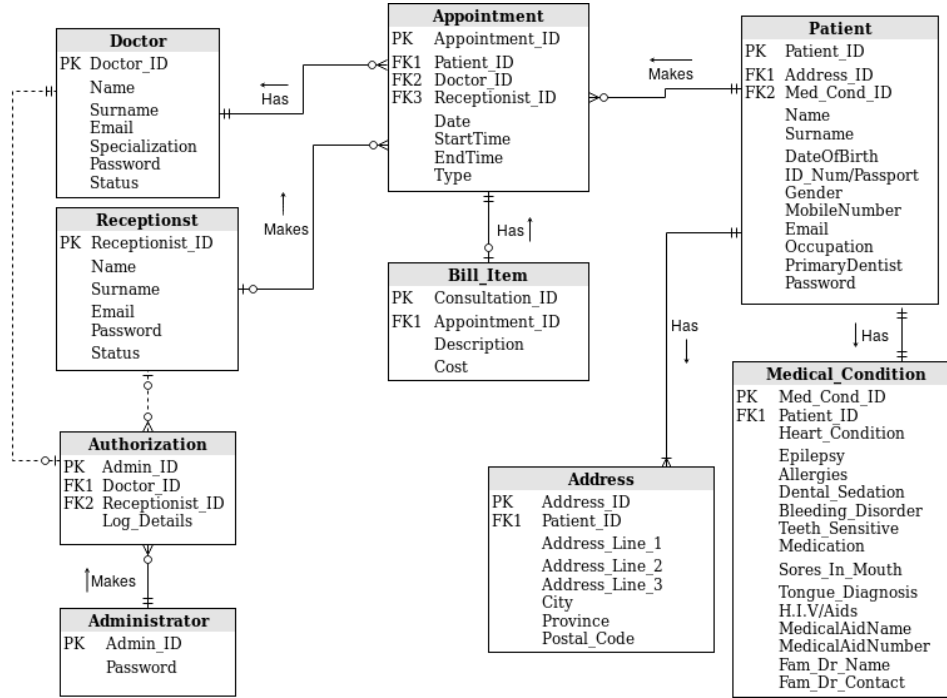 Doctor
PK Doctor_ID
Name
Surname
Email
Specialization
Password
Status
Has
Appointment
PK Appointment_ID
FK1 Patient_ID
FK2 Doctor_ID
FK3 Receptionist_ID
Date
StartTime
EndTime
Type
Makes
Patient
PK Patient_ID
FK1 Address_ID
FK2 Med_Cond_ID
Name
Surname
DateOfBirth
ID_Num/Passport
Gender
MobileNumber
Email
Occupation
PrimaryDentist
Password
Receptionst
PK Receptionist_ID
Name
Surname
Email
Password
Status
Makes
Has
Bill_Item
PK Consultation_ID
FK1 Appointment_ID
Description
Cost
Has
Has
Medical_Condition
PK Med_Cond_ID
FK1 Patient_ID
Heart_Condition
Epilepsy
Allergies
Dental_Sedation
Bleeding_Disorder
Teeth_Sensitive
Medication
Sores_In_Mouth
Tongue_Diagnosis
H.I.V/Aids
MedicalAidName
MedicalAidNumber
Fam_Dr_Name
Fam_Dr_Contact
Authorization
PK Admin_ID
FK1 Doctor_ID
FK2 Receptionist_ID
Log_Details
Address
PK Address_ID
FK1 Patient_ID
Address_Line_1
Address_Line_2
Address_Line_3
City
Province
Postal_Code
Makes
Administrator
PK Admin_ID
Password